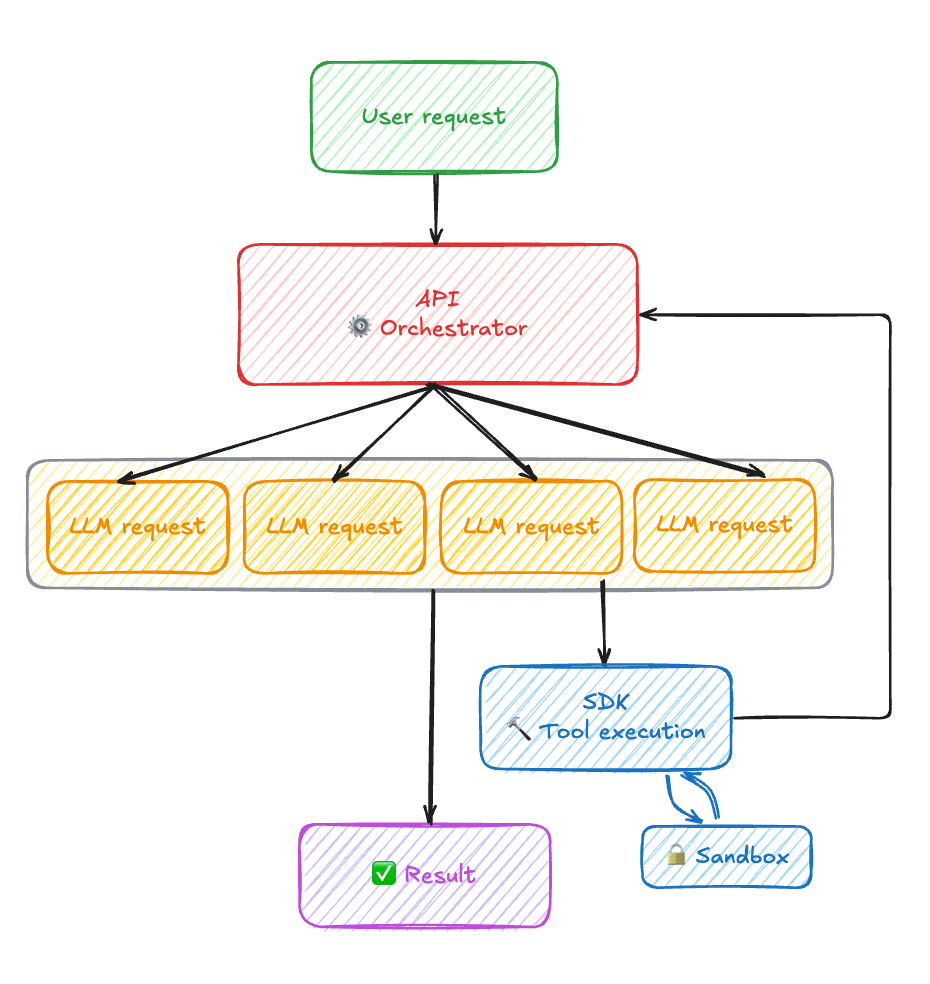 User request
API
⚙️ Orchestrator
LLM request
LLM request
LLM request
LLM request
SDK
🔨 Tool execution
🔒 Sandbox
✅ Result